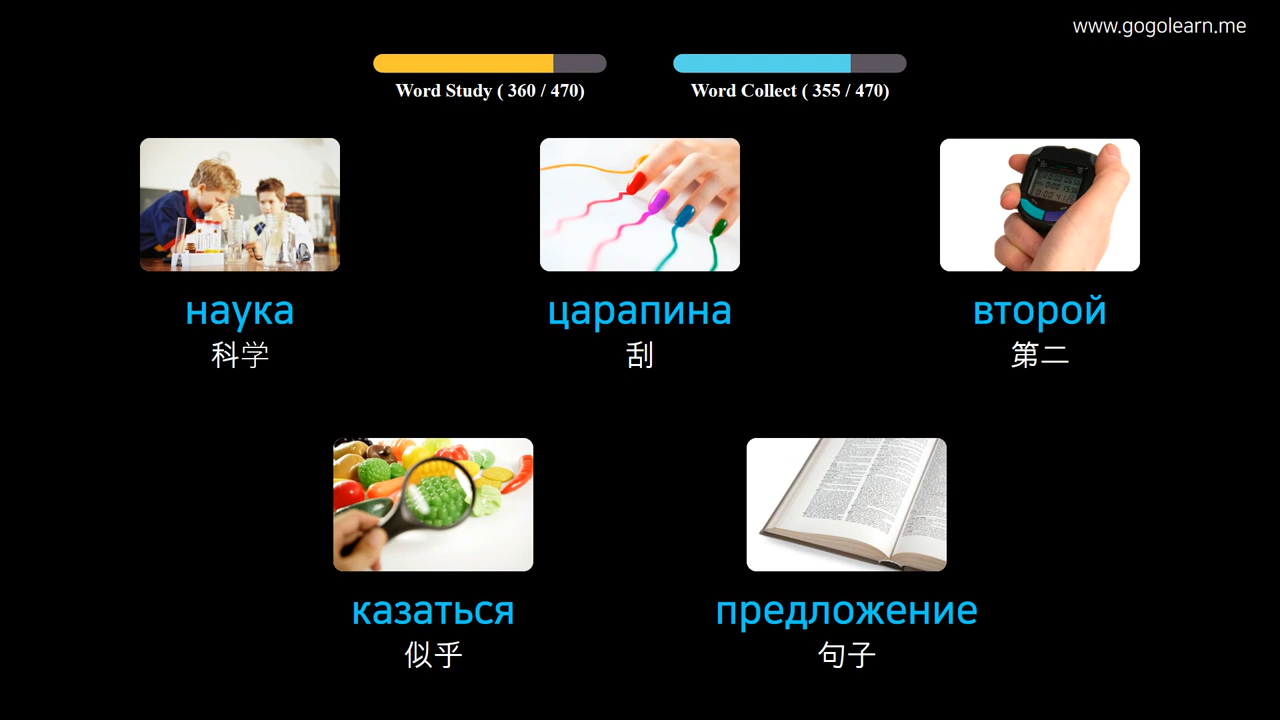 www.gogolearn.me
Word Study ( 360 / 470)
Word Collect ( 355 / 470)
наука
科学
царапина
刮
второй
第二
казаться
似乎
предложение
句子